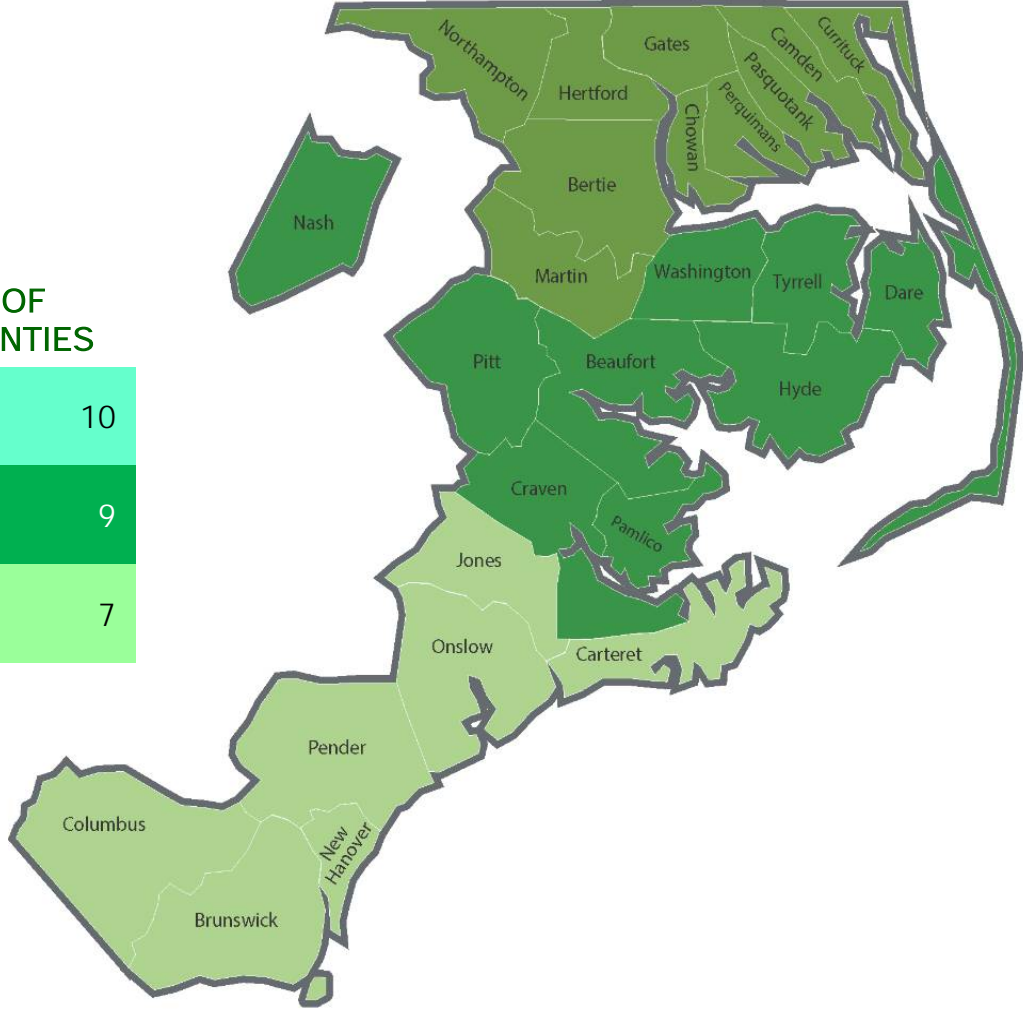 Northampton
Gates
Camden
Currituck
Hertford
Pasquotank
Perquimans
Chowan
Bertie
Nash
Martin
Washington
Tyrrell
Dare
OF
NTIES
10
9
7
Pitt
Beaufort
Hyde
Craven
Pamlico
Jones
Onslow
Carteret
Pender
Columbus
New
Hanover
Brunswick